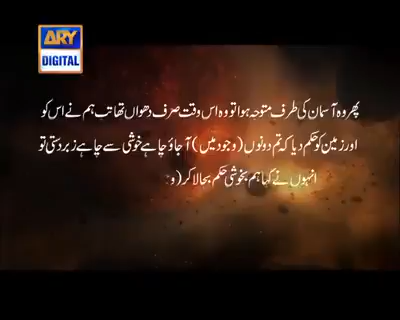 ARY
DIGITAL
پھر وہ آسمان کی طرف متوجہ ہوا تو وہ اس وقت صرف دھواں تھا تب ہم نے اس کو
اور زمین کو حکم دیا کہ تم دونوں (وجود میں) آجاؤ چاہے خوشی سے چاہے زبردستی تو
انہوں نے کہا ہم بخوشی حکم بجالا کر (و